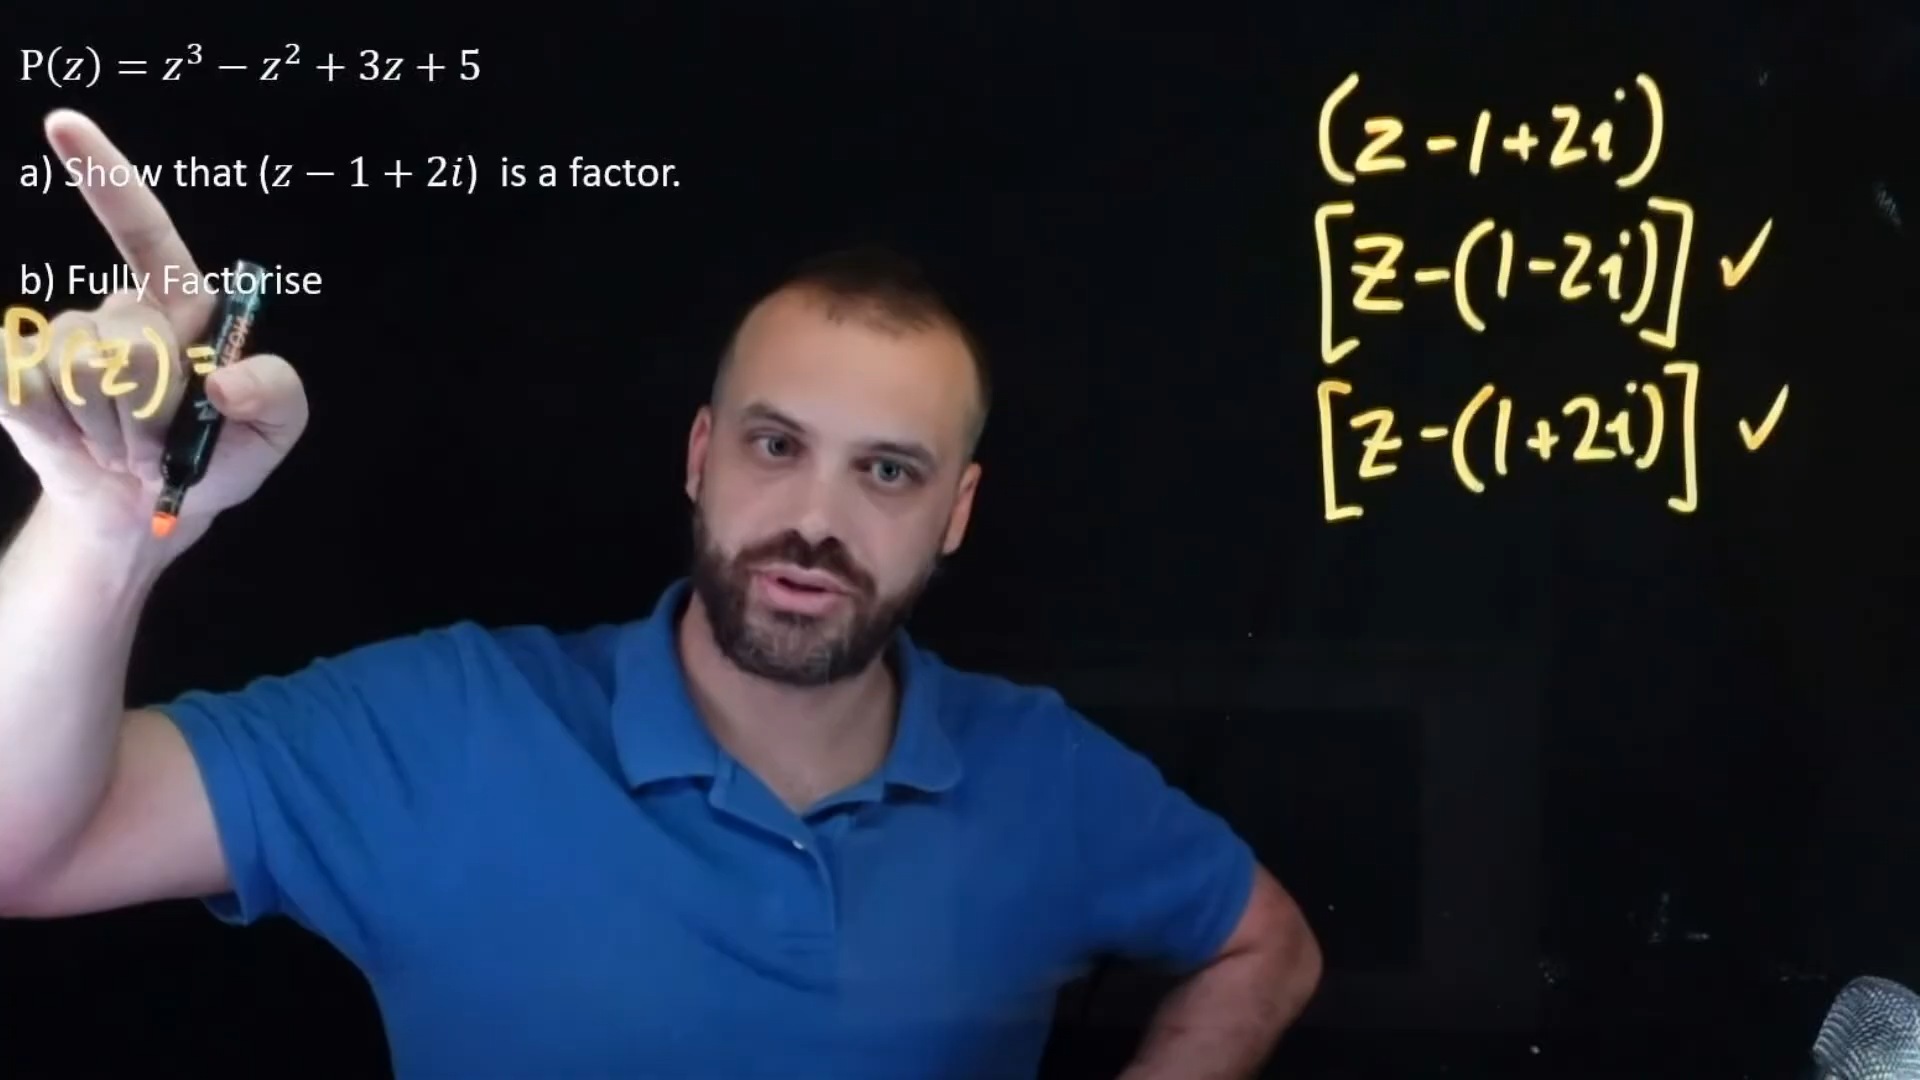 P(z) = z³ − z² + 3z + 5
a) Show that (z − 1 + 2i) is a factor.
b) Fully Factorise
P(z) =
(z - 1 + 2i)
[z - (1 - 2i)] ✓
[z - (1 + 2i)] ✓